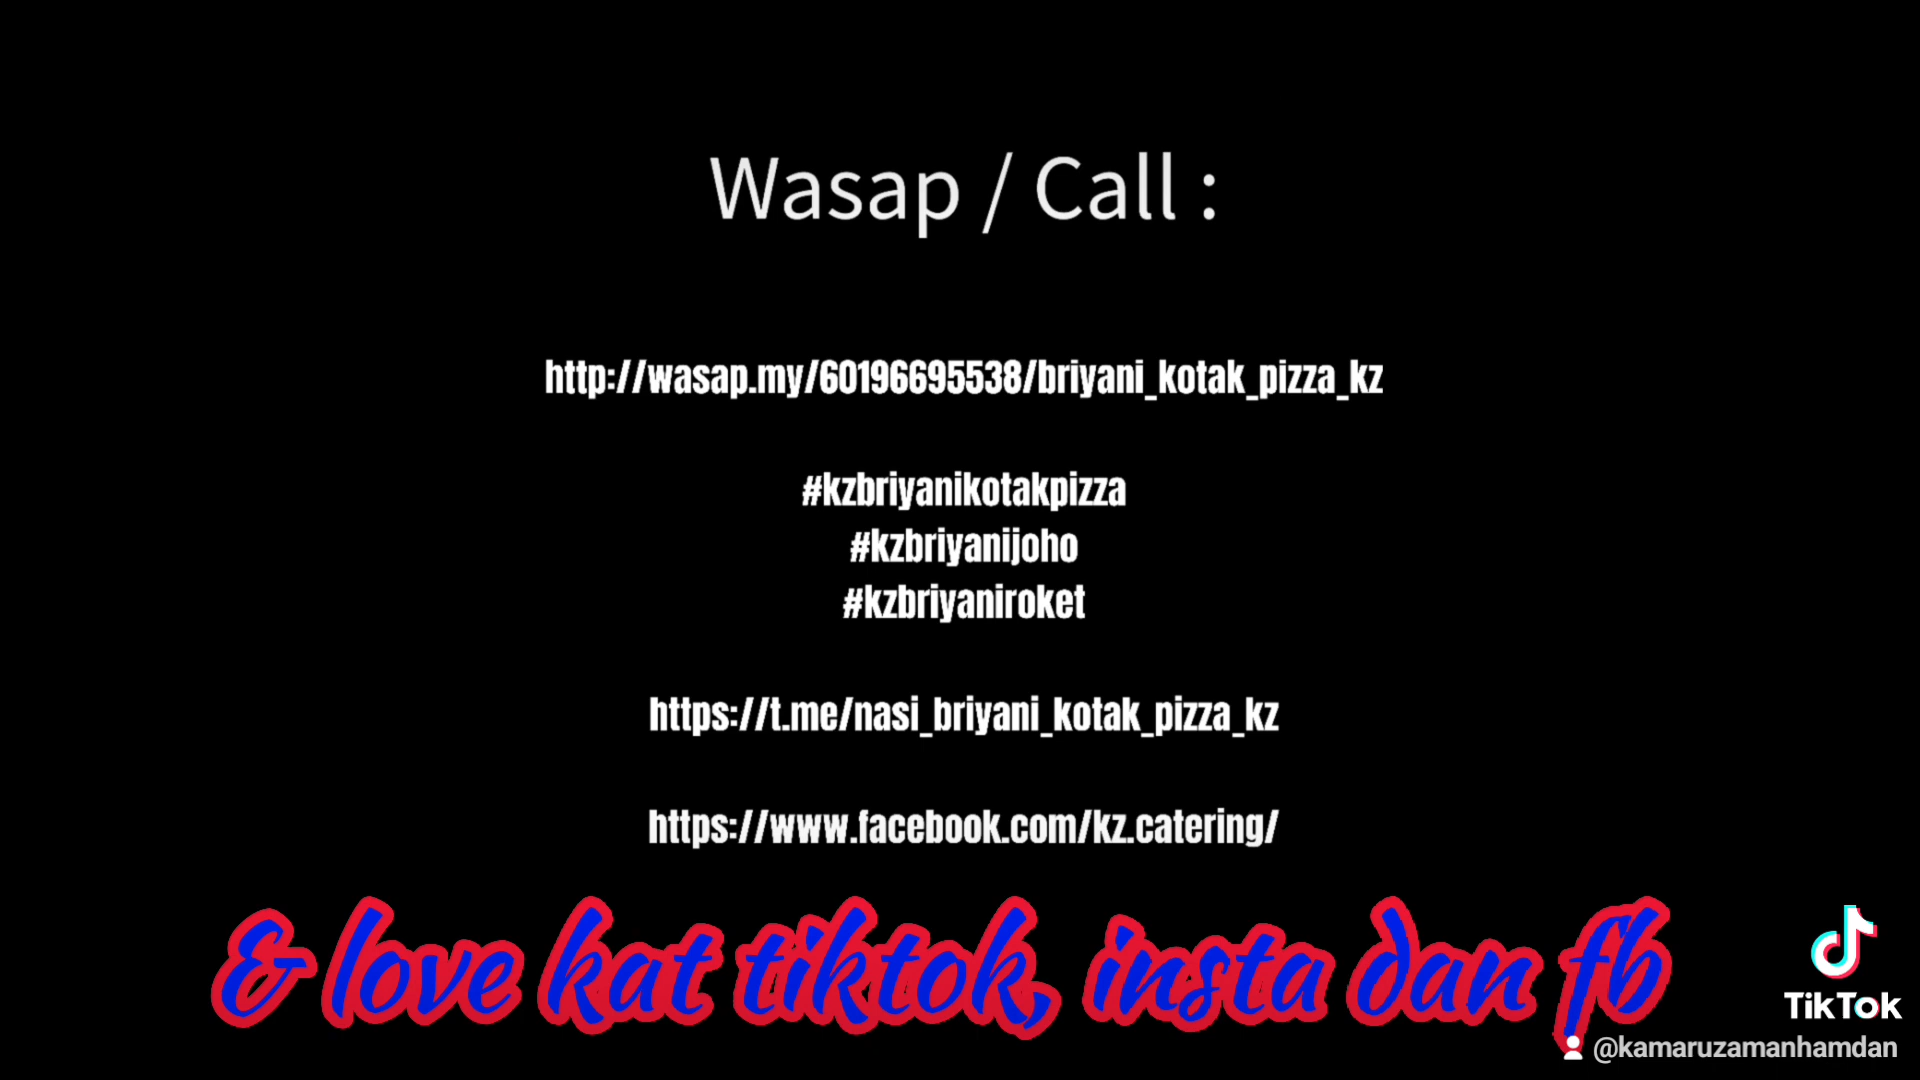 Wasap / Call :
http://wasap.my/60196695538/briyani_kotak_pizza_kz
#kzbriyanikotakpizza
#kzbriyanijoho
#kzbriyaniroket
https://t.me/nasi_briyani_kotak_pizza_kz
https://www.facebook.com/kz.catering/
& love kat tiktok, insta dan fb
TikTok
@kamaruzamanhamdan